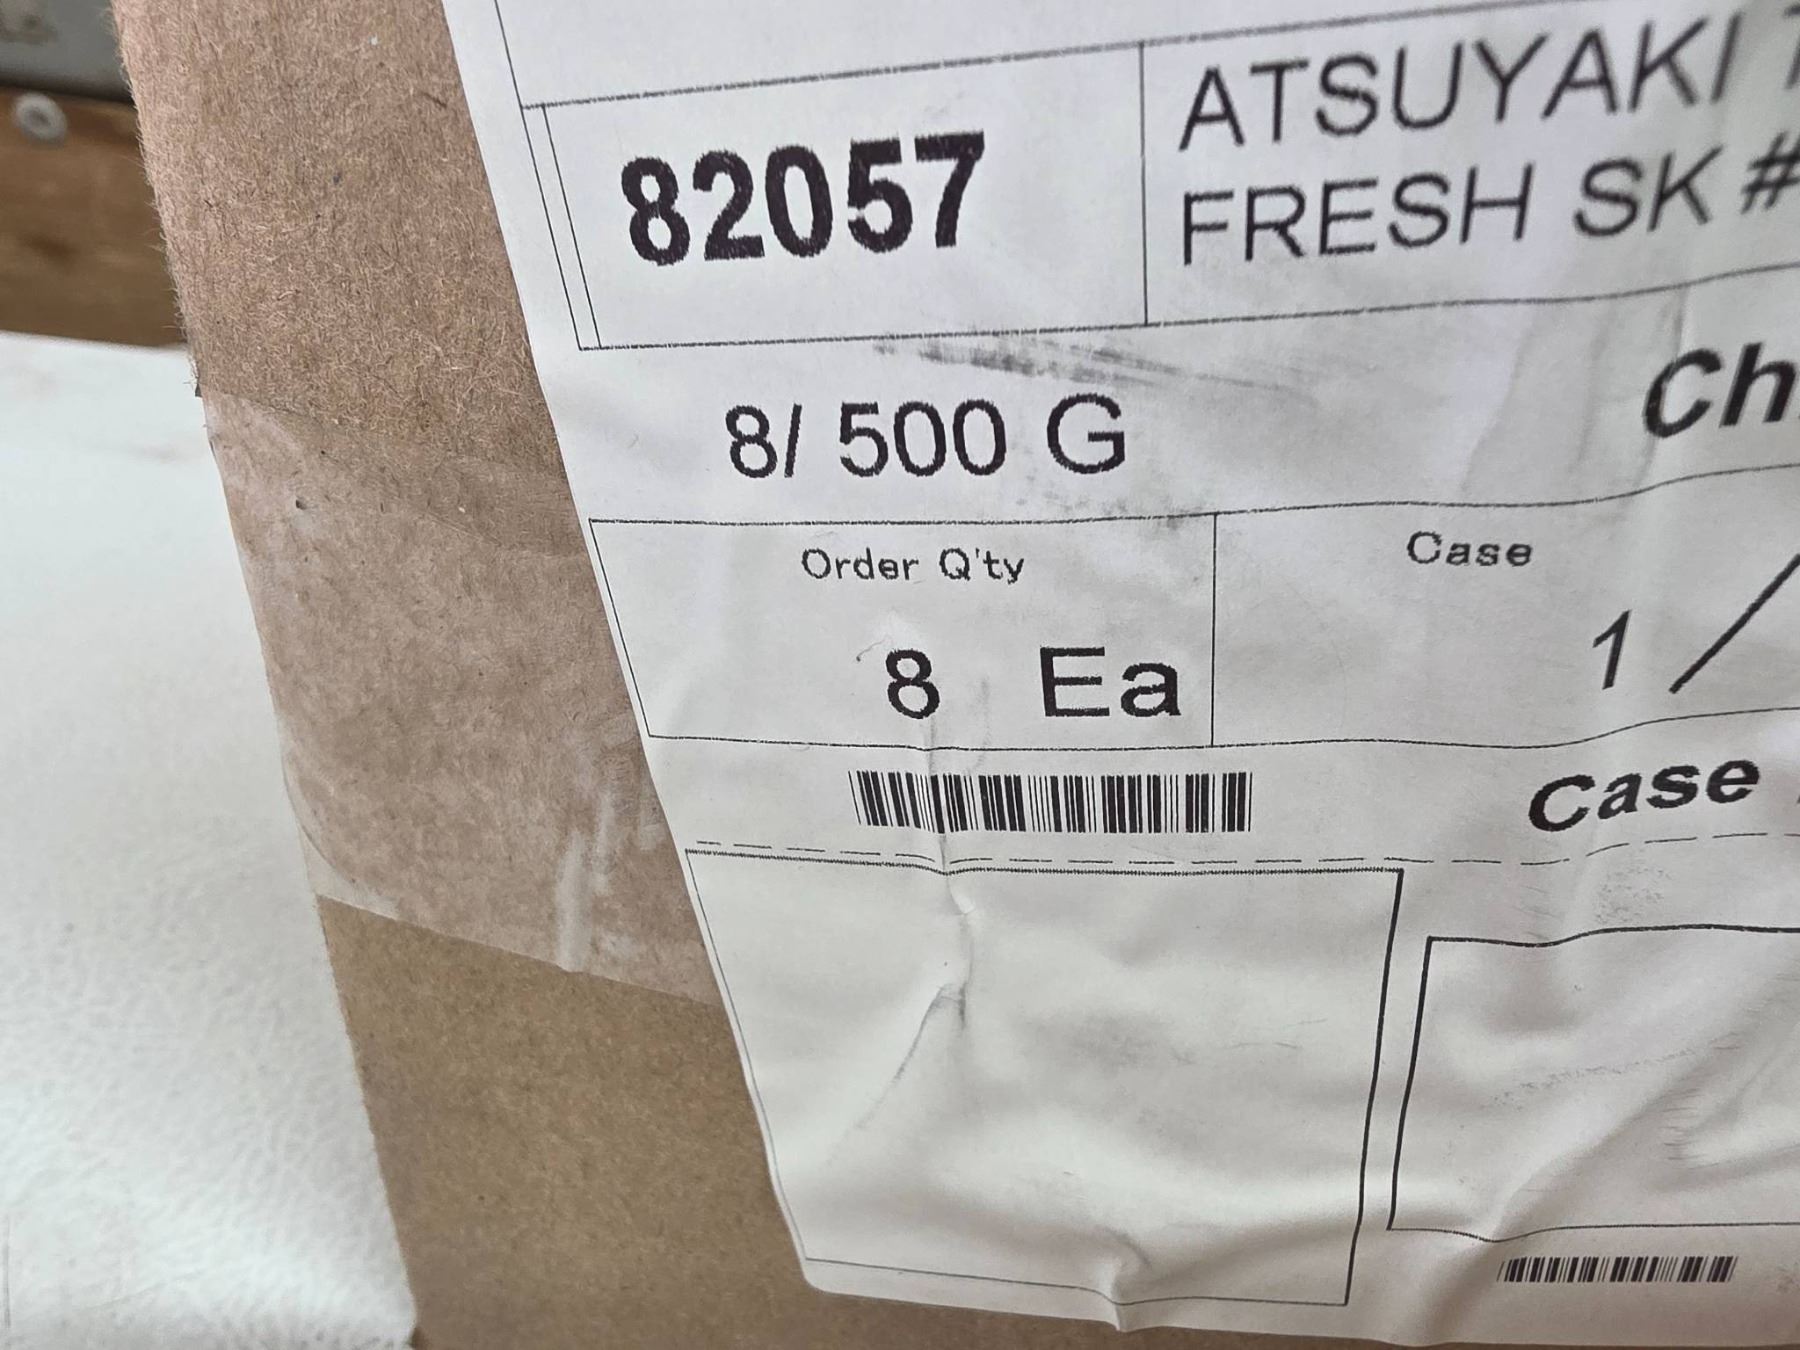 82057
ATSUYAKI
FRESH SK #
8/ 500 G
Order Q'ty
Case
8 Ea
1 /
Case